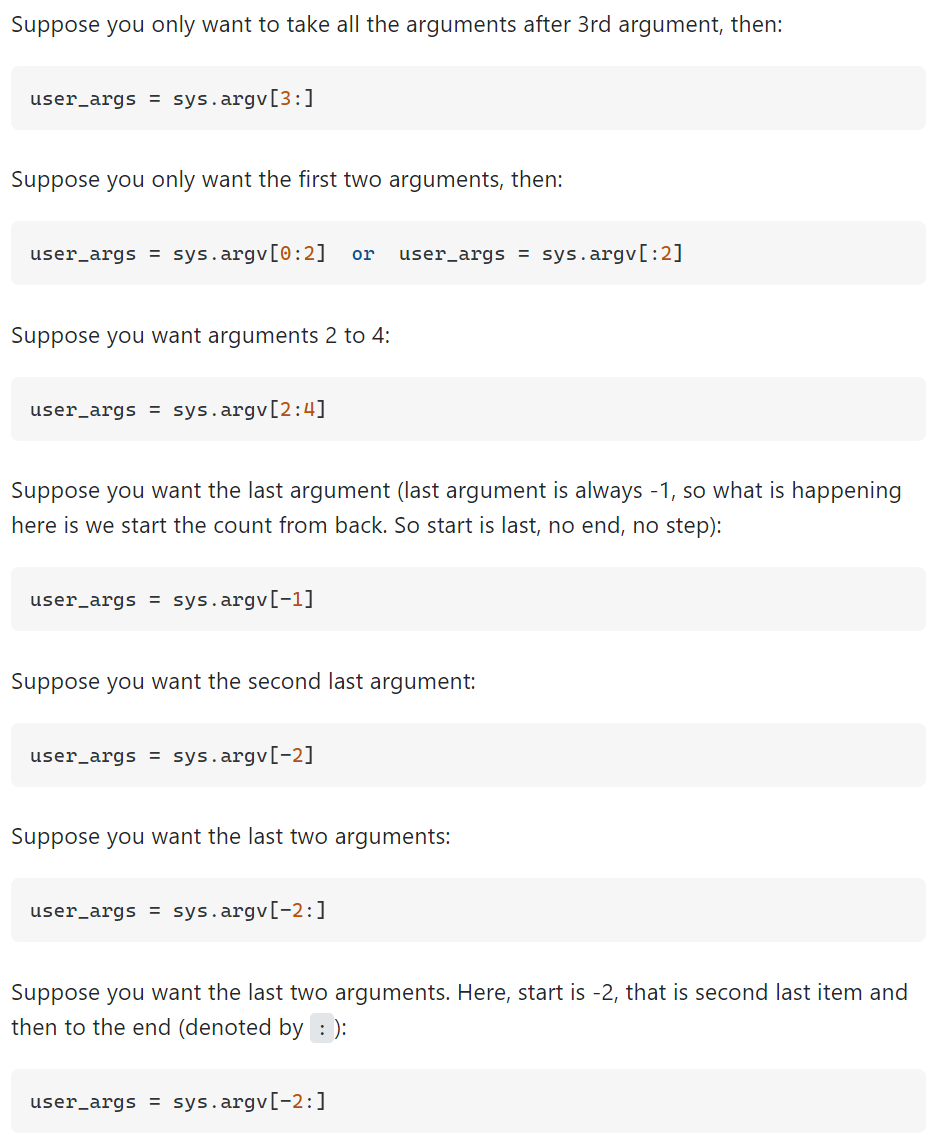 Suppose you only want to take all the arguments after 3rd argument, then:
user_args = sys.argv[3:]
Suppose you only want the first two arguments, then:
user_args = sys.argv[0:2]  or  user_args = sys.argv[:2]
Suppose you want arguments 2 to 4:
user_args = sys.argv[2:4]
Suppose you want the last argument (last argument is always -1, so what is happening
here is we start the count from back. So start is last, no end, no step):
user_args = sys.argv[-1]
Suppose you want the second last argument:
user_args = sys.argv[-2]
Suppose you want the last two arguments:
user_args = sys.argv[-2:]
Suppose you want the last two arguments. Here, start is -2, that is second last item and
then to the end (denoted by : ):
user_args = sys.argv[-2:]